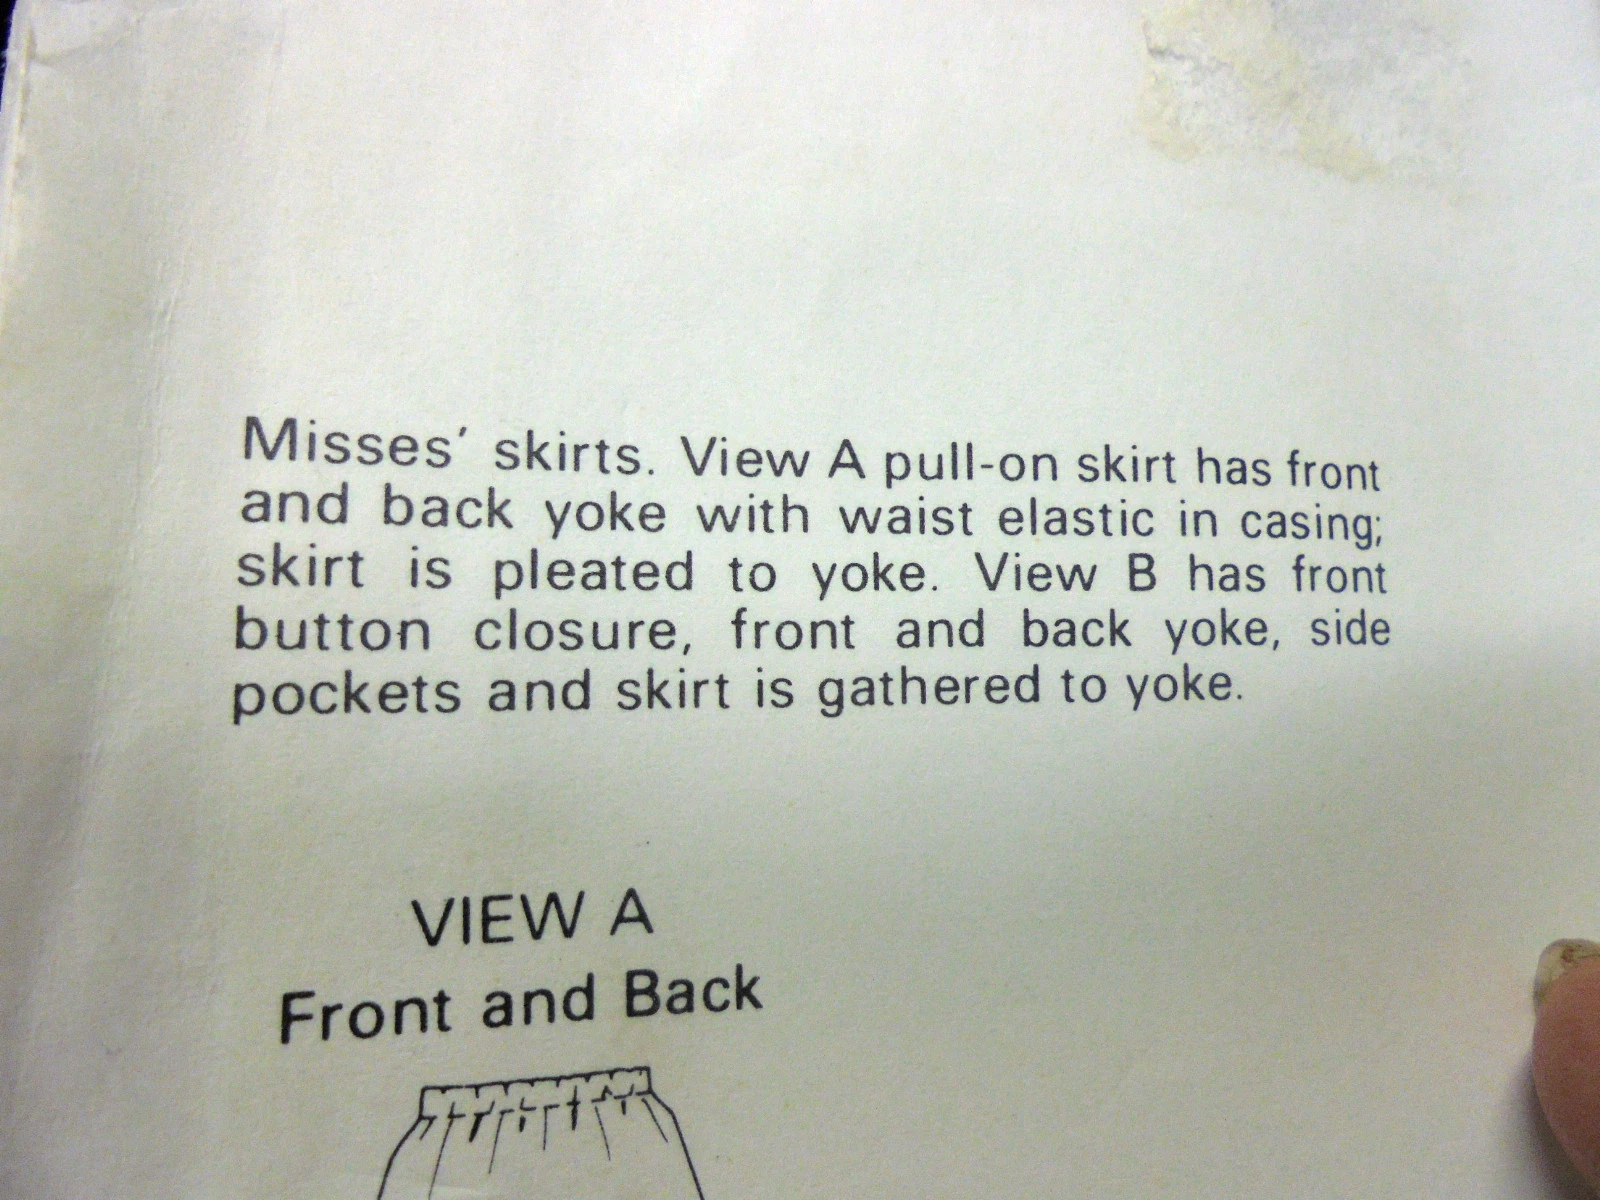 Misses' skirts. View A pull-on skirt has front
and back yoke with waist elastic in casing;
skirt is pleated to yoke. View B has front
button closure, front and back yoke, side
pockets and skirt is gathered to yoke.
VIEW A
Front and Back